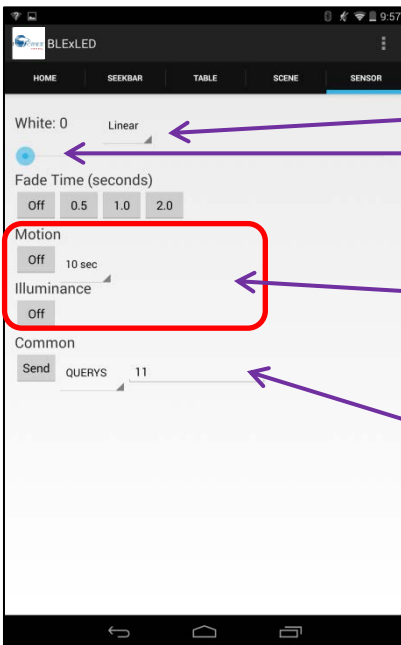 9:57
BLExLED
HOME SEEKBAR TABLE SCENE SENSOR
White: 0 Linear
Fade Time (seconds)
Off 0.5 1.0 2.0
Motion
Off 10 sec
Illuminance
Off
Common
Send QUERYS 11